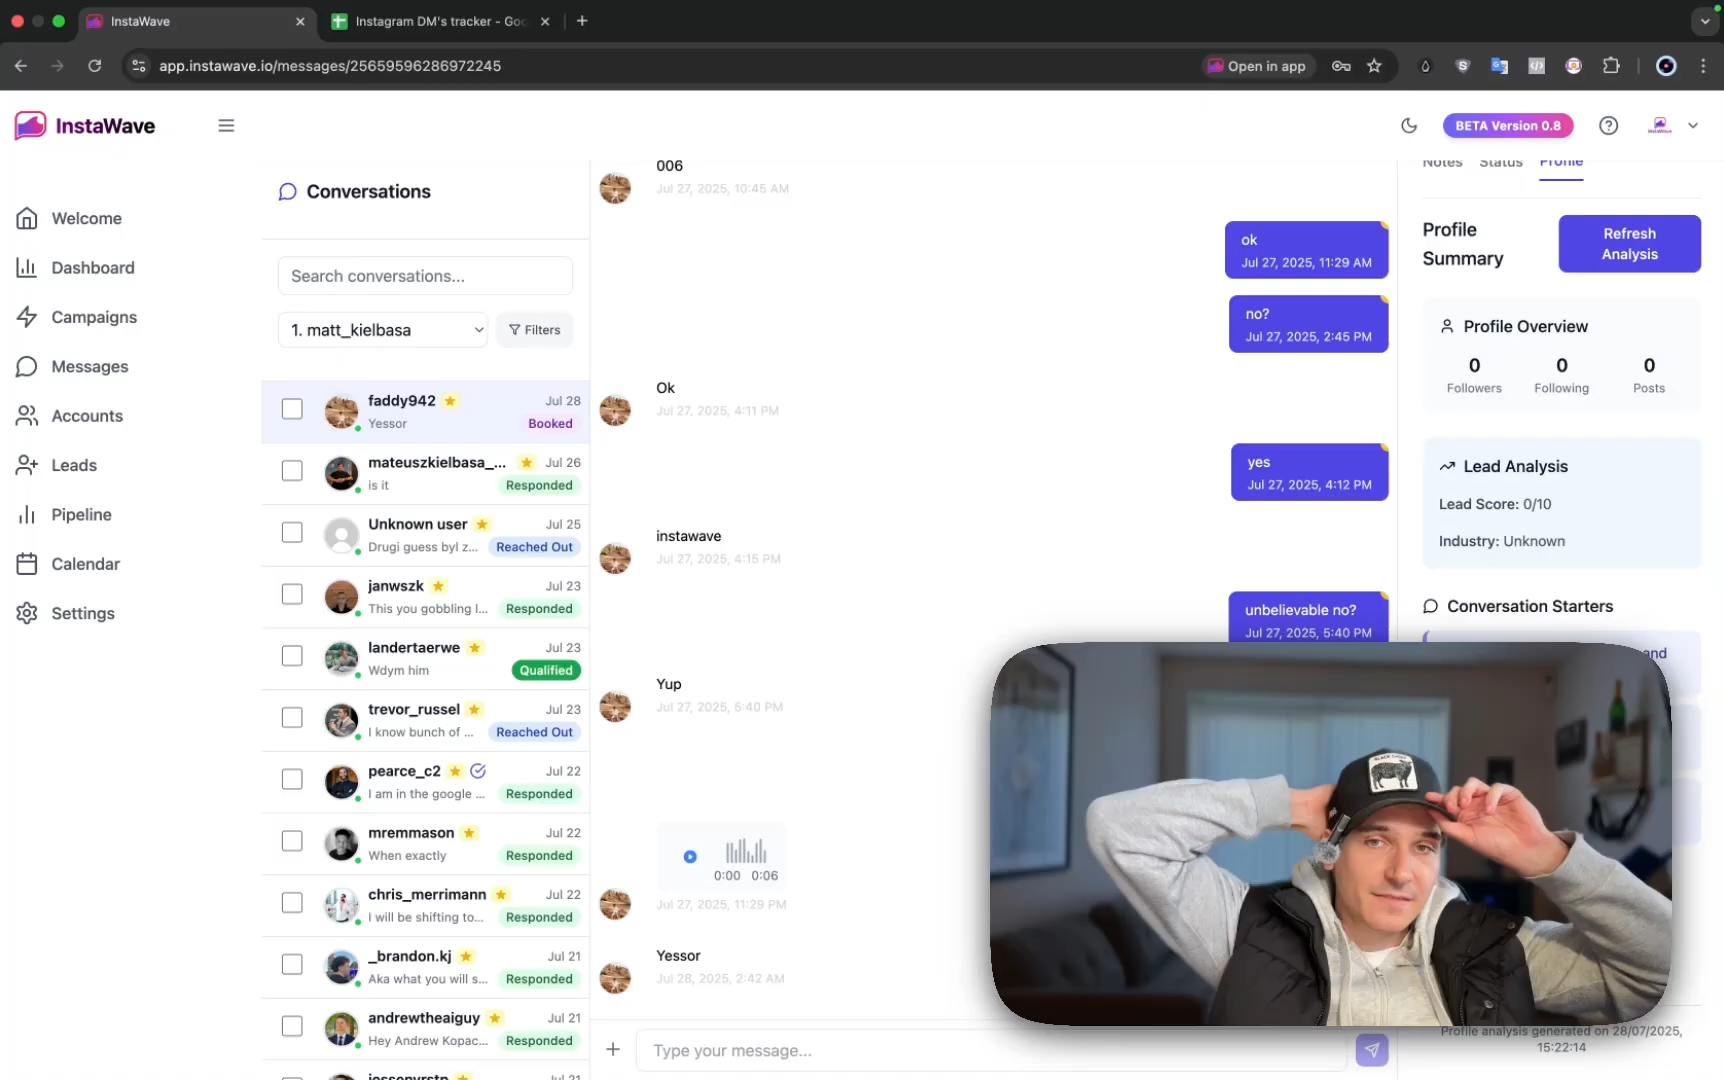 InstaWave
Instagram DM's tracker - Goo
app.instawave.io/messages/25659596286972245
Open in app
InstaWave
BETA Version 0.8
Welcome
Dashboard
Campaigns
Messages
Accounts
Leads
Pipeline
Calendar
Settings
Conversations
Search conversations...
1. matt_kielbasa
Filters
faddy942
Jul 28
Yessor
Booked
mateuszkielbasa_...
Jul 26
is it
Responded
Unknown user
Jul 25
Drugi guess byl z...
Reached Out
janwszk
Jul 23
This you gobbling l...
Responded
landertaerwe
Jul 23
Wdym him
Qualified
trevor_russel
Jul 23
I know bunch of ...
Reached Out
pearce_c2
Jul 22
I am in the google ...
Responded
mremmason
Jul 22
When exactly
Responded
chris_merrimann
Jul 22
I will be shifting to...
Responded
_brandon.kj
Jul 21
Aka what you will s...
Responded
andrewtheaiguy
Jul 21
Hey Andrew Kopac...
Responded
Jul 21
006
Jul 27, 2025, 10:45 AM
ok
Jul 27, 2025, 11:29 AM
no?
Jul 27, 2025, 2:45 PM
Ok
Jul 27, 2025, 4:11 PM
yes
Jul 27, 2025, 4:12 PM
instawave
Jul 27, 2025, 4:15 PM
unbelievable no?
Jul 27, 2025, 5:40 PM
Yup
Jul 27, 2025, 5:40 PM
0:00 0:06
Jul 27, 2025, 11:29 PM
Yessor
Jul 28, 2025, 2:42 AM
Type your message...
Notes Status Profile
Profile
Summary
Refresh
Analysis
Profile Overview
0 0 0
Followers Following Posts
Lead Analysis
Lead Score: 0/10
Industry: Unknown
Conversation Starters
and
Profile analysis generated on 28/07/2025,
15:22:14